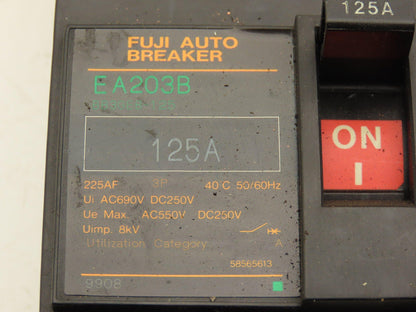 125A
FUJI AUTO
BREAKER
EA203B
125A
225AF 3P 40 C 50/60Hz
Ui AC690V DC250V
Ue Max. AC550V DC250V
Uimp. 8kV
Utilization Category A
58565613
9908
ON
I